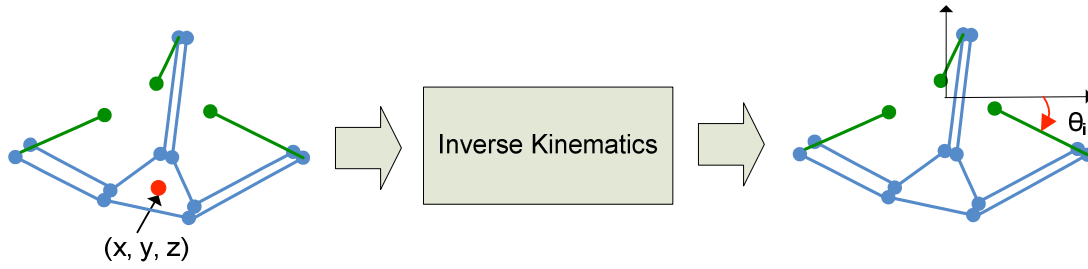 (x, y, z)
Inverse Kinematics
θi